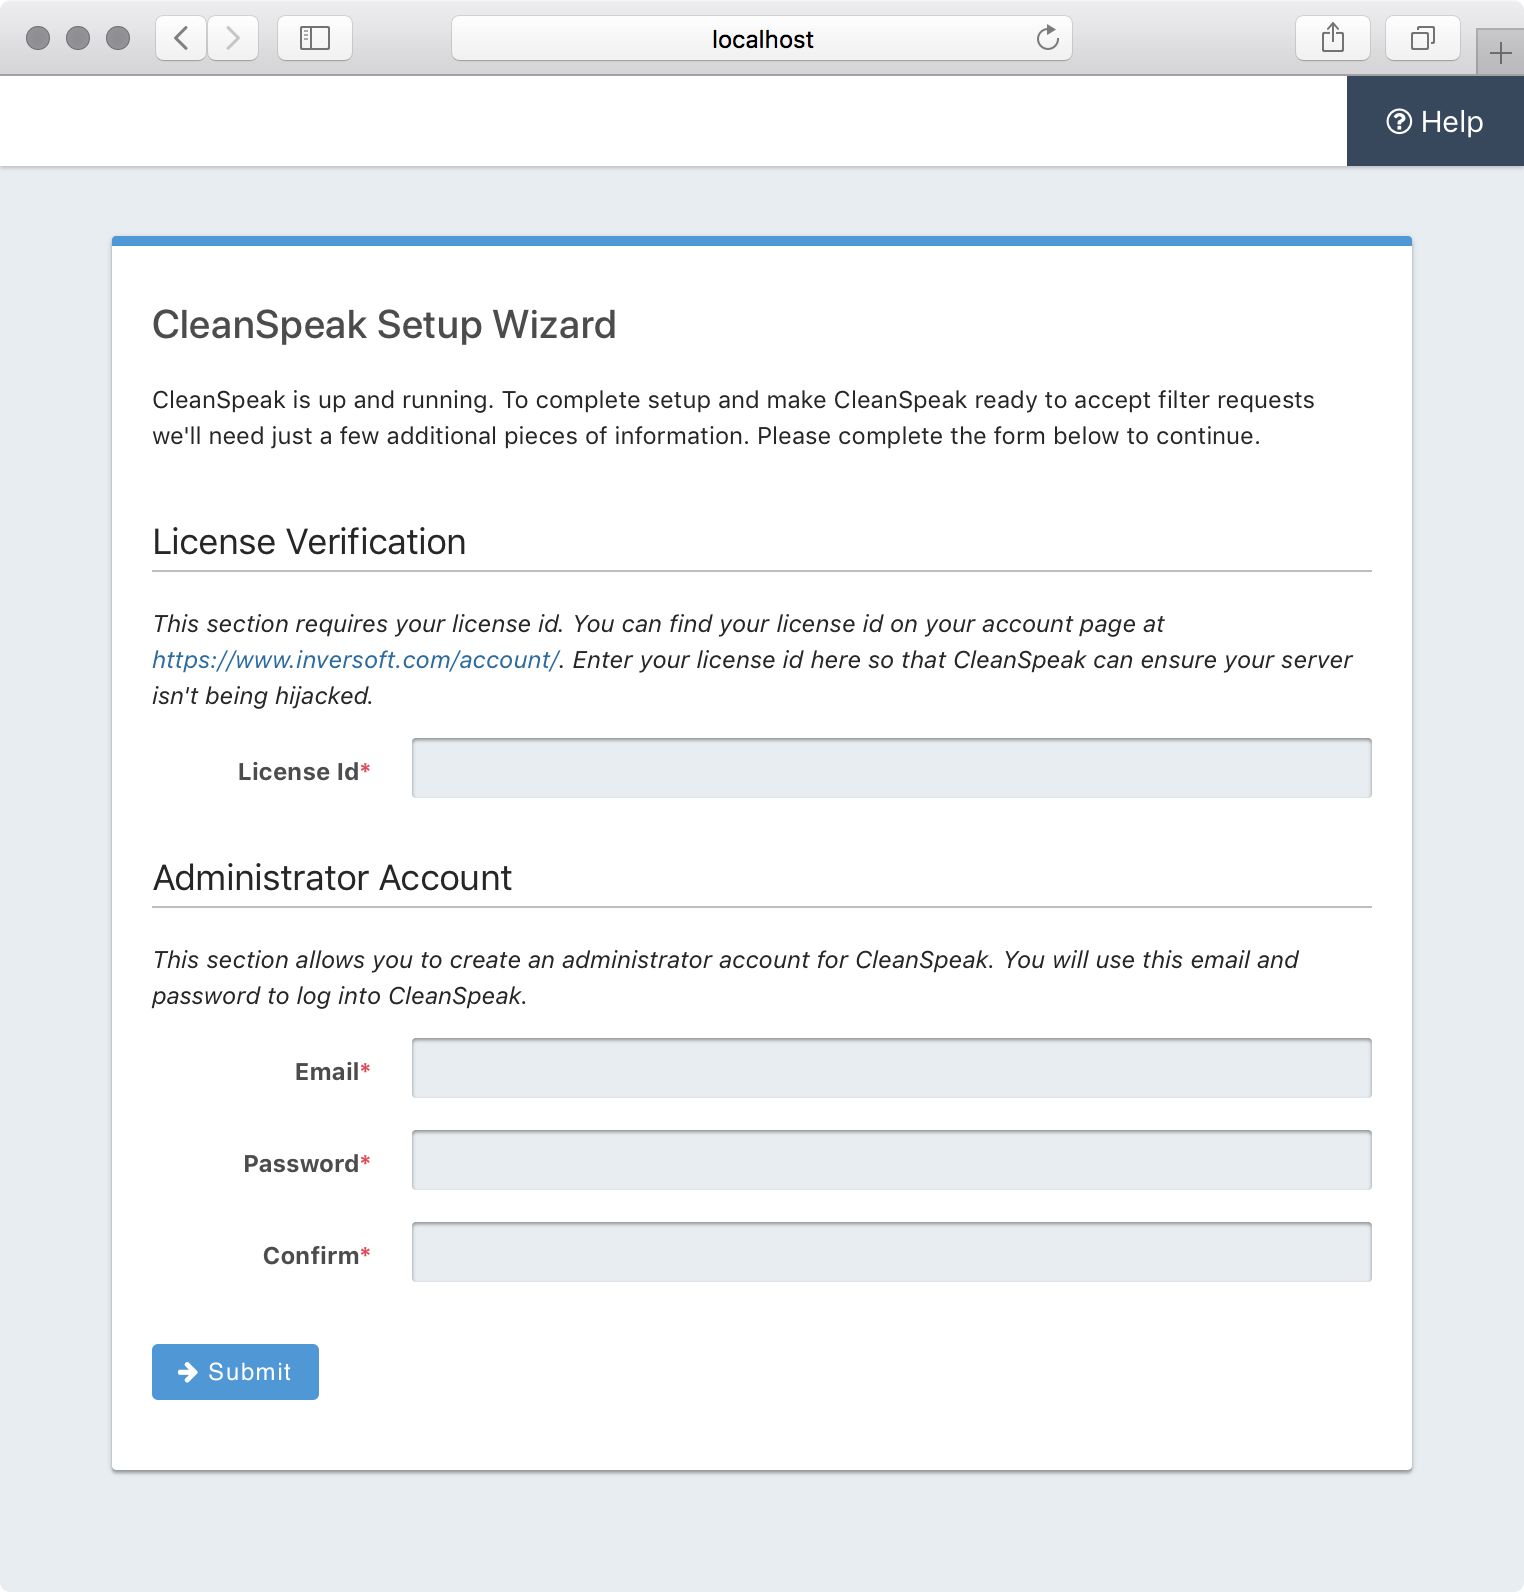 localhost
Help
CleanSpeak Setup Wizard
CleanSpeak is up and running. To complete setup and make CleanSpeak ready to accept filter requests
we'll need just a few additional pieces of information. Please complete the form below to continue.
License Verification
This section requires your license id. You can find your license id on your account page at
https://www.inversoft.com/account/. Enter your license id here so that CleanSpeak can ensure your server
isn't being hijacked.
License Id*
Administrator Account
This section allows you to create an administrator account for CleanSpeak. You will use this email and
password to log into CleanSpeak.
Email*
Password*
Confirm*
Submit